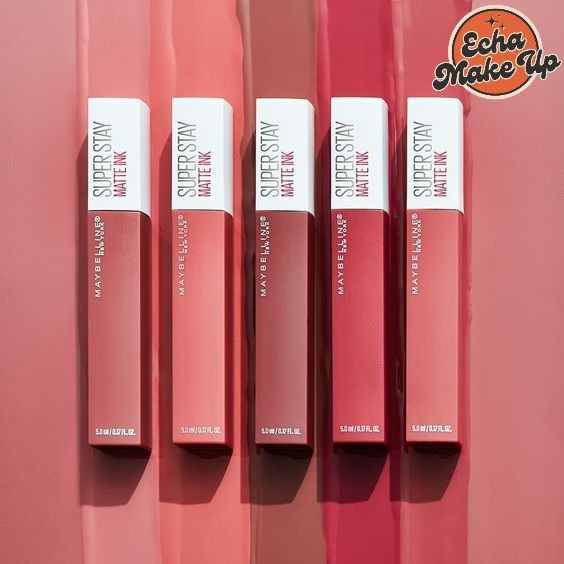 Echa
Make Up
SUPER STAY
MATTE INK
MAYBELLINE®
NEW YORK
5.0 ml / 0.17 FL. OZ.
SUPER STAY
MATTE INK
MAYBELLINE®
NEW YORK
5.0 ml / 0.17 FL. OZ.
SUPER STAY
MATTE INK
MAYBELLINE®
NEW YORK
5.0 ml / 0.17 FL. OZ.
SUPER STAY
MATTE INK
MAYBELLINE®
NEW YORK
5.0 ml / 0.17 FL. OZ.
SUPER STAY
MATTE INK
MAYBELLINE®
NEW YORK
5.0 ml / 0.17 FL. OZ.